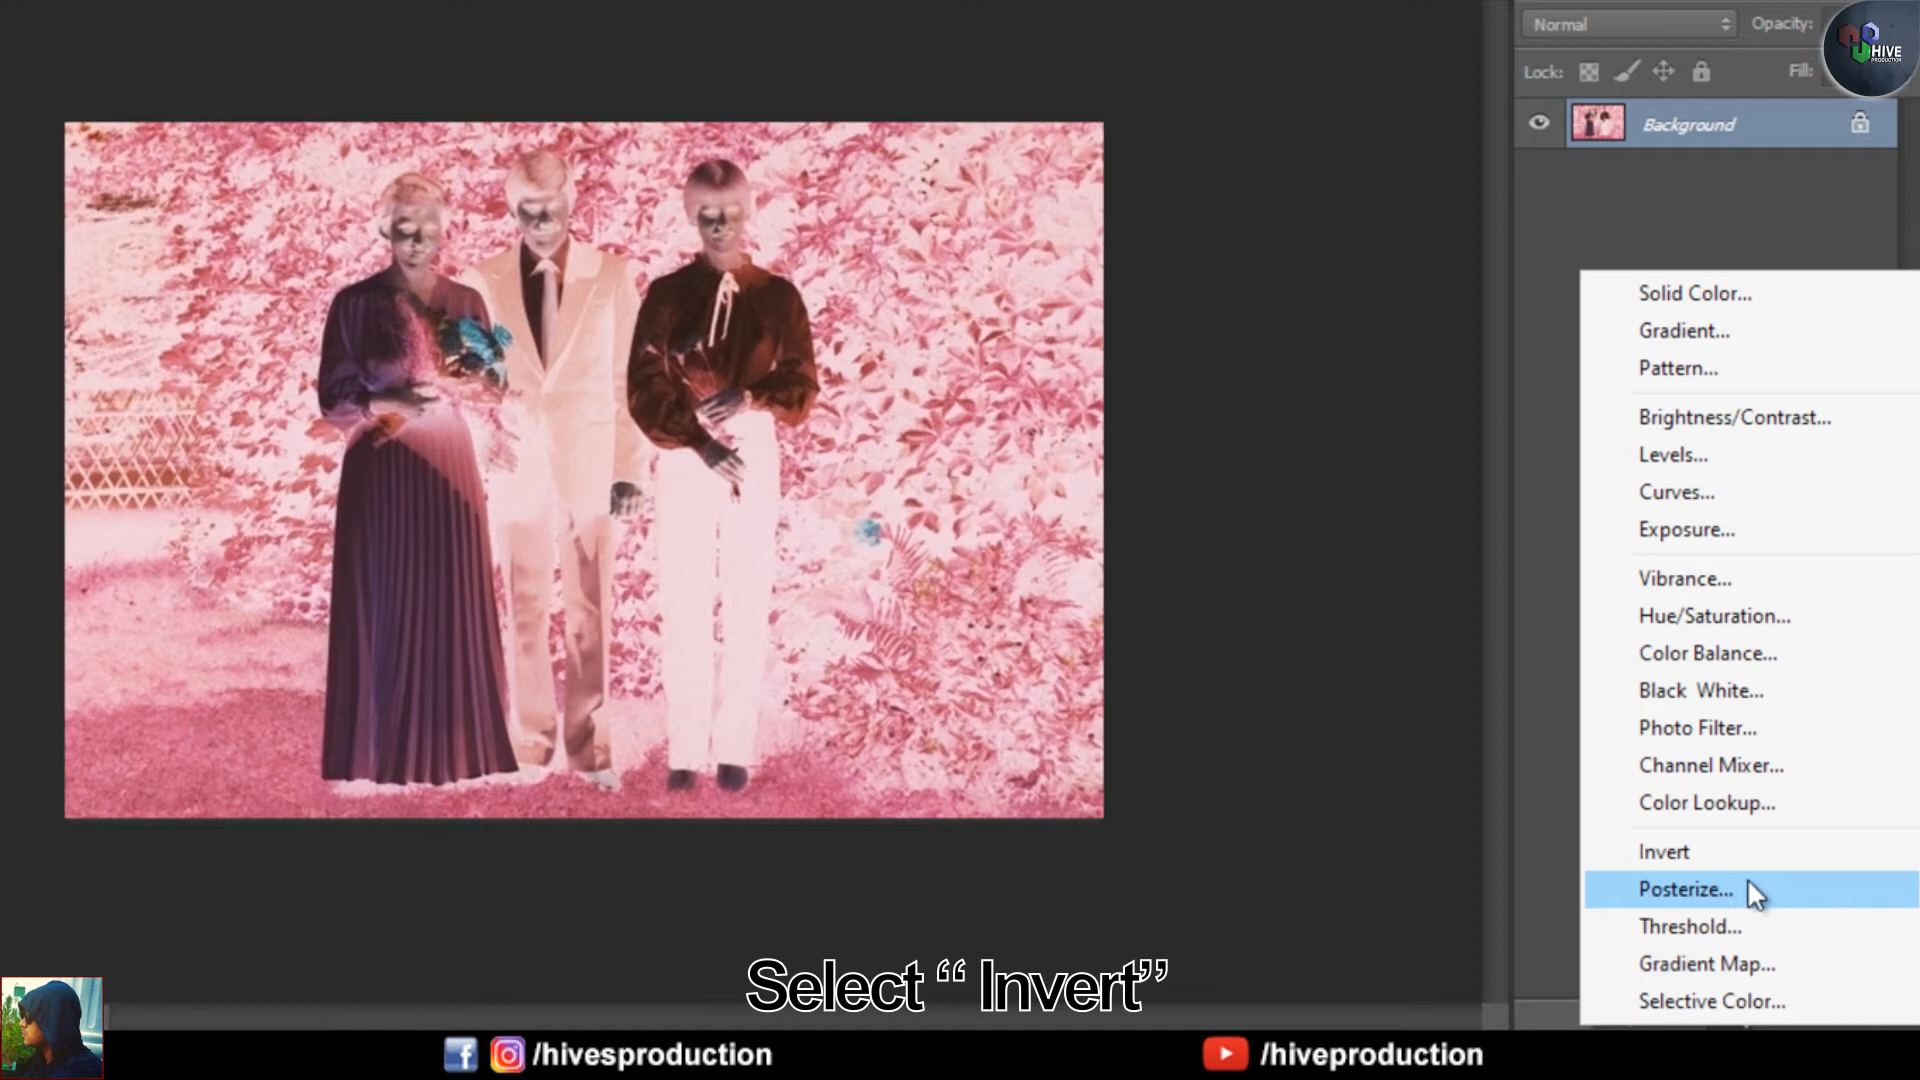 Normal
Opacity:
HIVE
PRODUCTION
Lock:
Fill:
Background
Solid Color...
Gradient...
Pattern...
Brightness/Contrast...
Levels...
Curves...
Exposure...
Vibrance...
Hue/Saturation...
Color Balance...
Black  White...
Photo Filter...
Channel Mixer...
Color Lookup...
Invert
Posterize...
Threshold...
Gradient Map...
Selective Color...
Select “ Invert”
/hivesproduction
/hiveproduction